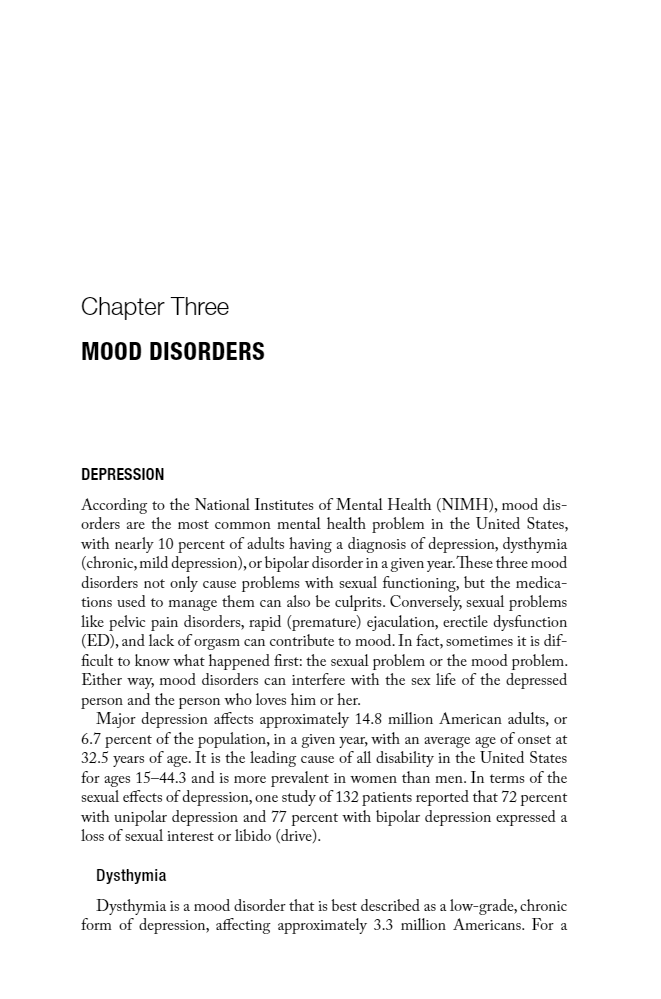 Chapter Three
MOOD DISORDERS
DEPRESSION
According to the National Institutes of Mental Health (NIMH), mood dis-
orders are the most common mental health problem in the United States,
with nearly 10 percent of adults having a diagnosis of depression, dysthymia
(chronic, mild depression), or bipolar disorder in a given year. These three mood
disorders not only cause problems with sexual functioning, but the medica-
tions used to manage them can also be culprits. Conversely, sexual problems
like pelvic pain disorders, rapid (premature) ejaculation, erectile dysfunction
(ED), and lack of orgasm can contribute to mood. In fact, sometimes it is dif-
ficult to know what happened first: the sexual problem or the mood problem.
Either way, mood disorders can interfere with the sex life of the depressed
person and the person who loves him or her.
Major depression affects approximately 14.8 million American adults, or
6.7 percent of the population, in a given year, with an average age of onset at
32.5 years of age. It is the leading cause of all disability in the United States
for ages 15–44.3 and is more prevalent in women than men. In terms of the
sexual effects of depression, one study of 132 patients reported that 72 percent
with unipolar depression and 77 percent with bipolar depression expressed a
loss of sexual interest or libido (drive).
Dysthymia
Dysthymia is a mood disorder that is best described as a low-grade, chronic
form of depression, affecting approximately 3.3 million Americans. For a